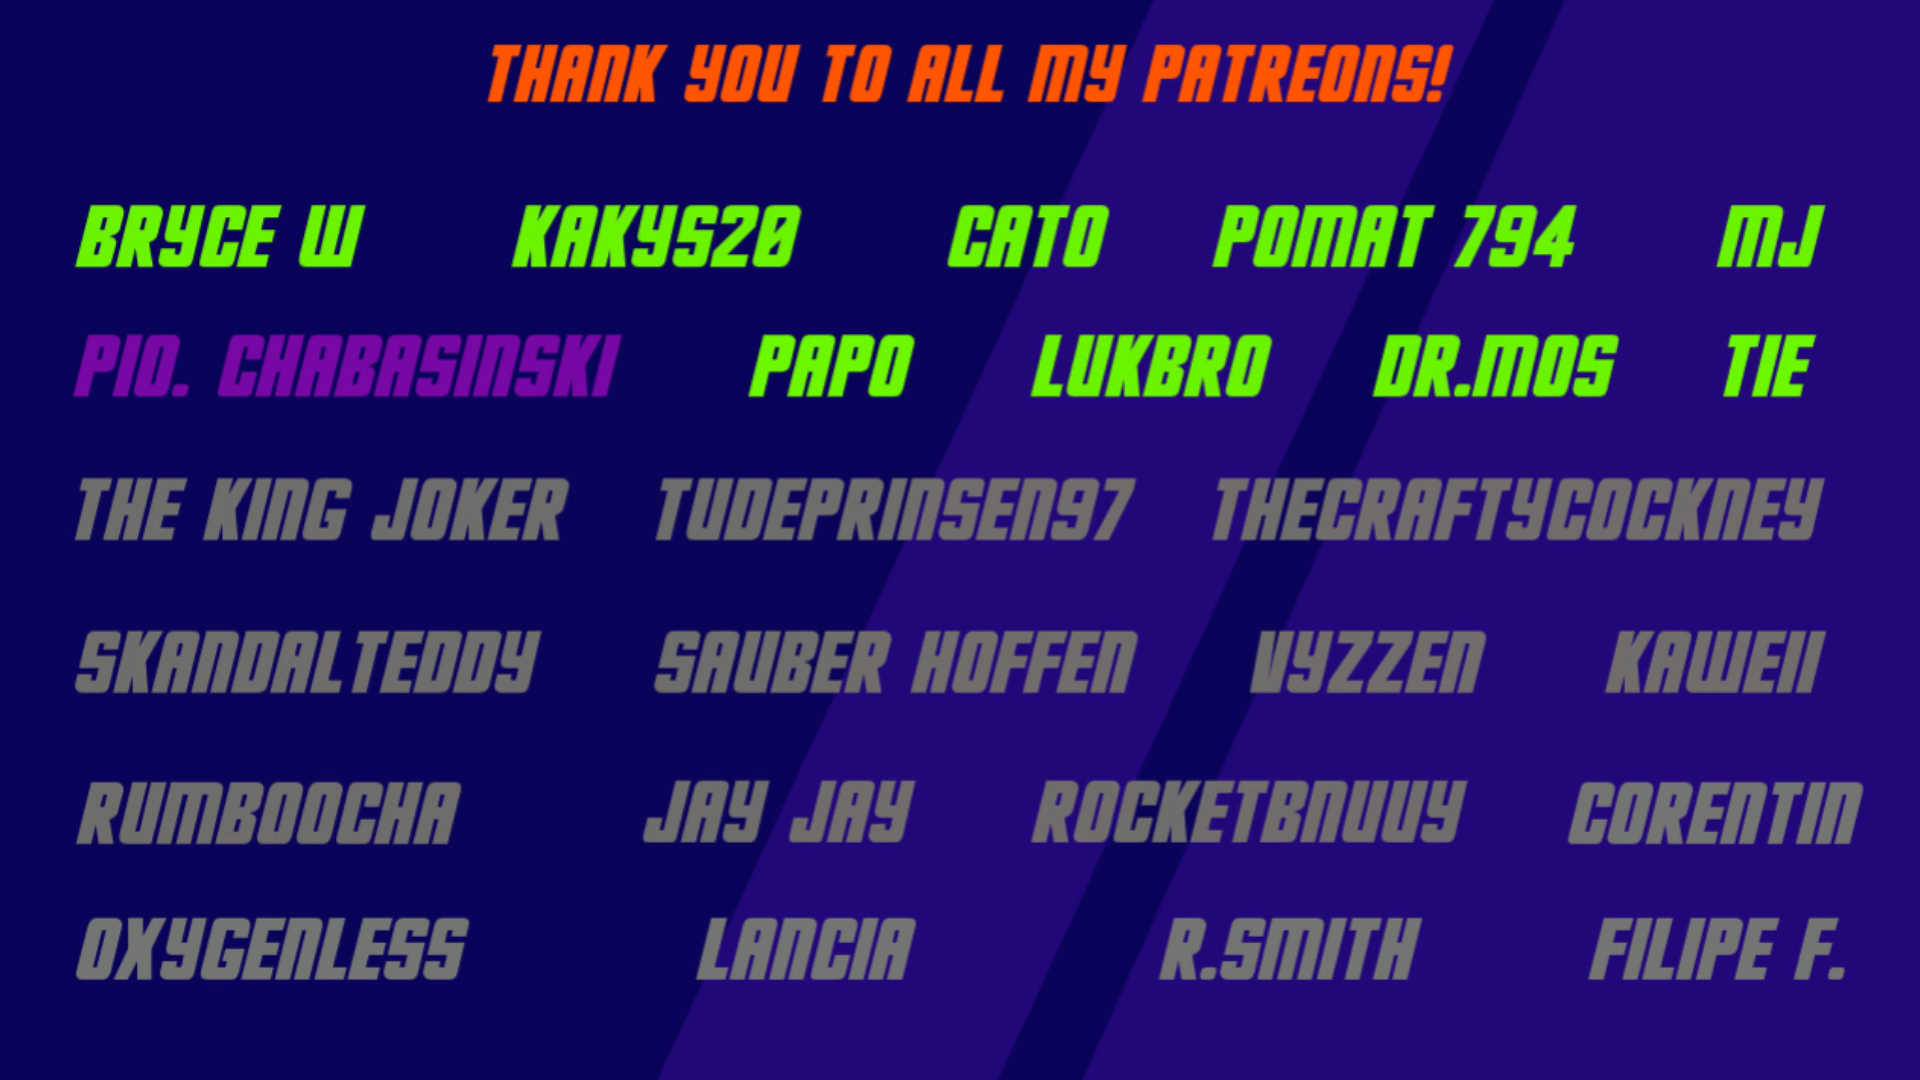 THANK YOU TO ALL MY PATREONS!
BRYCE W KAKYS20 CATO POMAT 794 MJ
PIO. CHABASINSKI PAPO LUKBRO DR.MOS TIE
THE KING JOKER TUDEPRINSEN97 THECRAFTYCOCKNEY
SKANDALTEDDY SAUBER HOFFEN VYZZEN KAWEII
RUMBOOCHA JAY JAY ROCKETBNUUY CORENTIN
OXYGENLESS LANCIA R.SMITH FILIPE F.